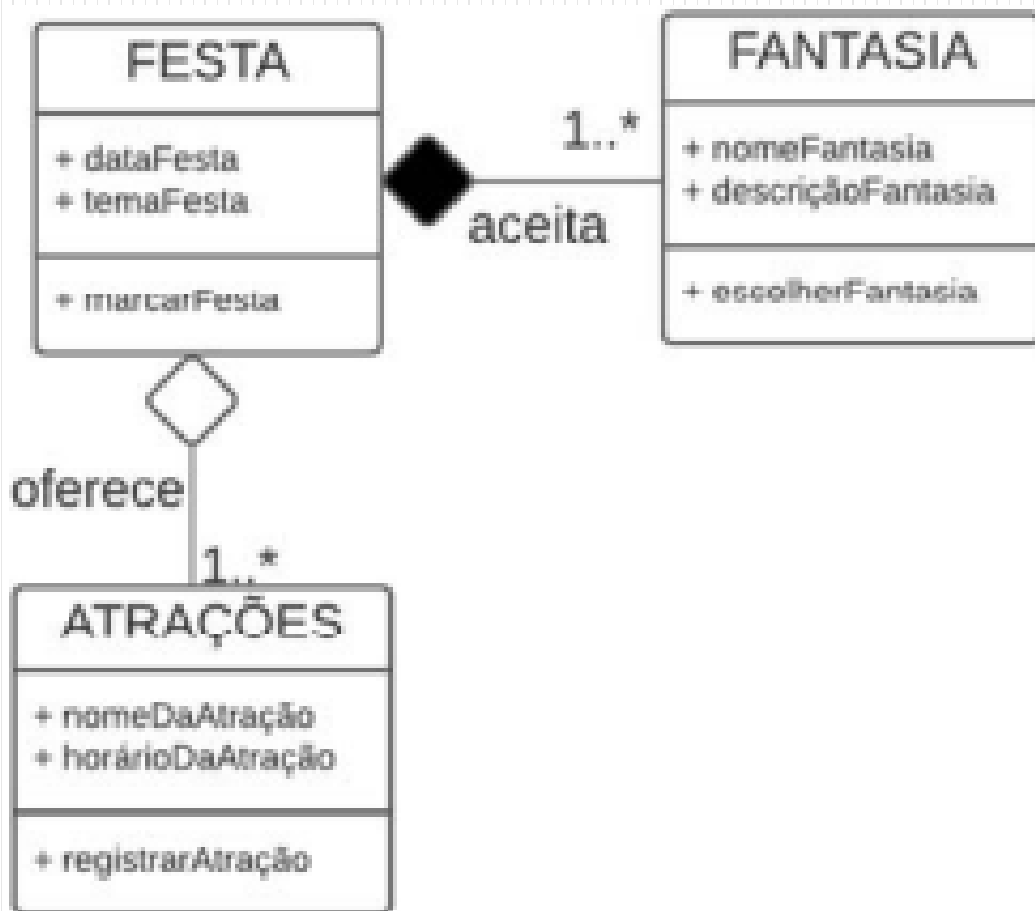 FESTA
+ dataFesta
+ temaFesta
+ marcarFesta
1..*
aceita
FANTASIA
+ nomeFantasia
+ descriçãoFantasia
+ escolherFantasia
oferece
1..*
ATRAÇÕES
+ nomeDaAtração
+ horárioDaAtração
+ registrarAtração